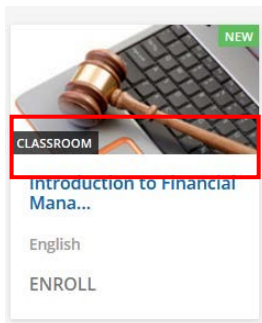 NEW
CLASSROOM
Introduction to Financial
Mana...
English
ENROLL